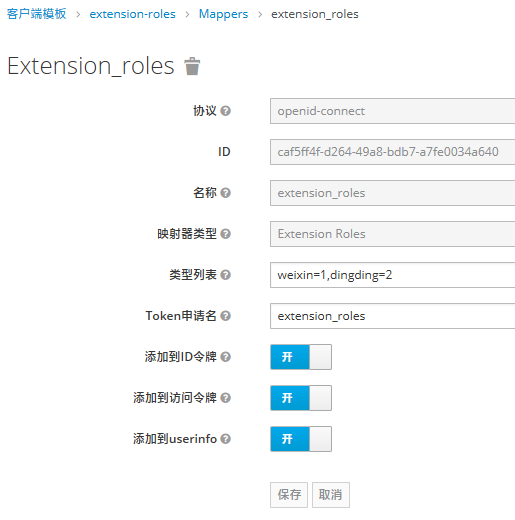 客户端模板 > extension-roles > Mappers > extension_roles
Extension_roles
协议 openid-connect
ID caf5ff4f-d264-49a8-bdb7-a7fe0034a640
名称 extension_roles
映射器类型 Extension Roles
类型列表 weixin=1,dingding=2
Token申请名 extension_roles
添加到ID令牌 开
添加到访问令牌 开
添加到userinfo 开
保存 取消